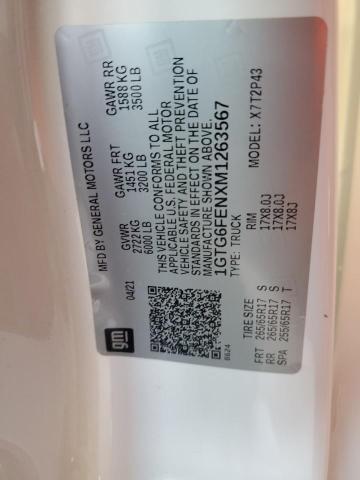 MFD BY GENERAL MOTORS LLC
04/21
GVWR GAWR FRT GAWR RR
2722 KG 1451 KG 1588 KG
6000 LB 3200 LB 3500 LB
THIS VEHICLE CONFORMS TO ALL
APPLICABLE U.S. FEDERAL MOTOR
VEHICLE SAFETY AND THEFT PREVENTION
STANDARDS IN EFFECT ON THE DATE OF
MANUFACTURE SHOWN ABOVE.
1GTG6FENXM1263567
TYPE: TRUCK MODEL: X7T2P43
gm
8624
TIRE SIZE RIM
FRT 265/65R17 S 17X8.0J
RR 265/65R17 S 17X8.0J
SPA 255/65R17 T 17X8J